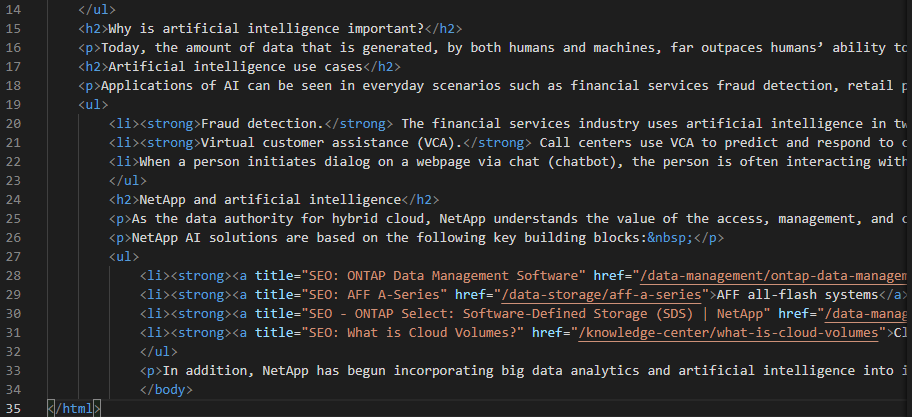 14 </ul>
15 <h2>Why is artificial intelligence important?</h2>
16 <p>Today, the amount of data that is generated, by both humans and machines, far outpaces humans’ ability to
17 <h2>Artificial intelligence use cases</h2>
18 <p>Applications of AI can be seen in everyday scenarios such as financial services fraud detection, retail p
19 <ul>
20 <li><strong>Fraud detection.</strong> The financial services industry uses artificial intelligence in tw
21 <li><strong>Virtual customer assistance (VCA).</strong> Call centers use VCA to predict and respond to c
22 <li>When a person initiates dialog on a webpage via chat (chatbot), the person is often interacting with
23 </ul>
24 <h2>NetApp and artificial intelligence</h2>
25 <p>As the data authority for hybrid cloud, NetApp understands the value of the access, management, and c
26 <p>NetApp AI solutions are based on the following key building blocks:&nbsp;</p>
27 <ul>
28 <li><strong><a title="SEO: ONTAP Data Management Software" href="/data-management/ontap-data-managem
29 <li><strong><a title="SEO: AFF A-Series" href="/data-storage/aff-a-series">AFF all-flash systems</a>
30 <li><strong><a title="SEO - ONTAP Select: Software-Defined Storage (SDS) | NetApp" href="/data-manag
31 <li><strong><a title="SEO: What is Cloud Volumes?" href="/knowledge-center/what-is-cloud-volumes">Cl
32 </ul>
33 <p>In addition, NetApp has begun incorporating big data analytics and artificial intelligence into i
34 </body>
35 </html>